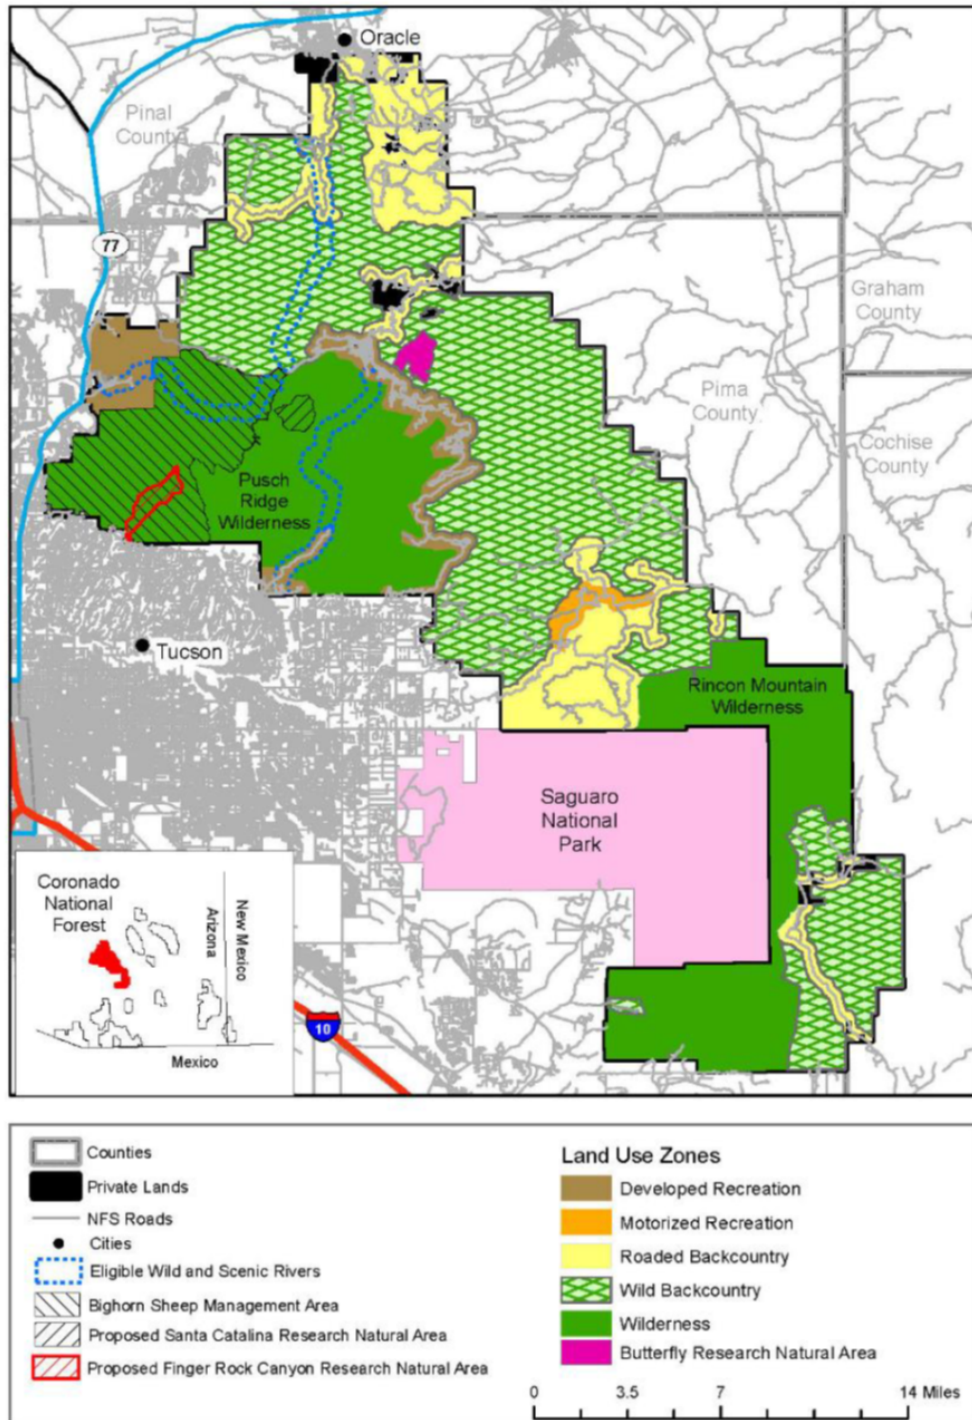 Oracle
Pinal
County
77
Graham
County
Pima
County
Cochise
County
Pusch
Ridge
Wilderness
Tucson
Rincon Mountain
Wilderness
Saguaro
National
Park
Coronado
National
Forest
Arizona
New Mexico
Mexico
10
Counties
Private Lands
NFS Roads
Cities
Eligible Wild and Scenic Rivers
Bighorn Sheep Management Area
Proposed Santa Catalina Research Natural Area
Proposed Finger Rock Canyon Research Natural Area
Land Use Zones
Developed Recreation
Motorized Recreation
Roaded Backcountry
Wild Backcountry
Wilderness
Butterfly Research Natural Area
0 3.5 7 14 Miles